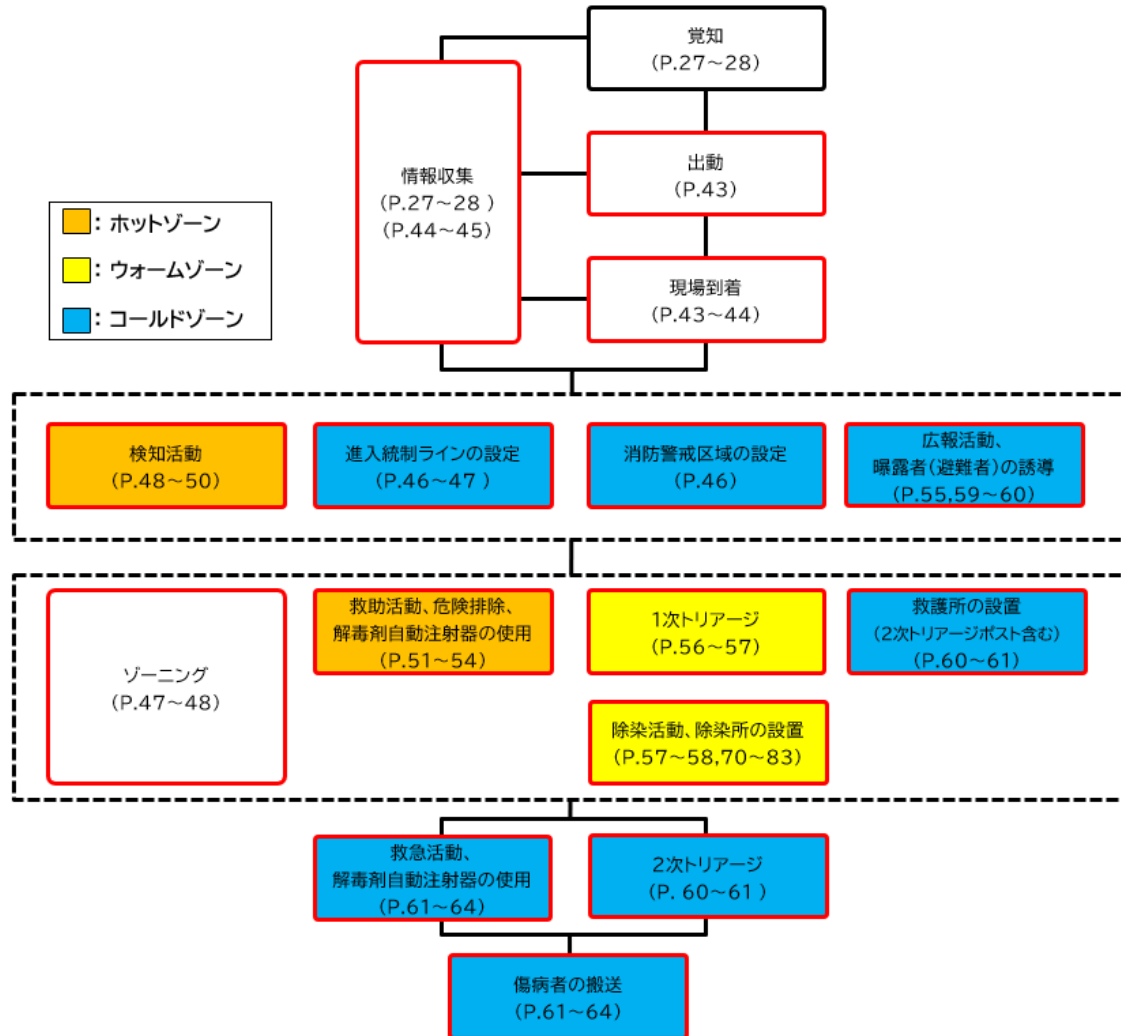 覚知
(P.27～28)
情報収集
(P.27～28 )
(P.44～45)
出動
(P.43)
現場到着
(P.43～44)
：ホットゾーン
：ウォームゾーン
：コールドゾーン
検知活動
(P.48～50)
進入統制ラインの設定
(P.46～47 )
消防警戒区域の設定
(P.46)
広報活動、
曝露者(避難者)の誘導
(P.55,59～60)
ゾーニング
(P.47～48)
救助活動、危険排除、
解毒剤自動注射器の使用
(P.51～54)
1次トリアージ
(P.56～57)
救護所の設置
(2次トリアージポスト含む)
(P.60～61)
除染活動、除染所の設置
(P.57～58,70～83)
救急活動、
解毒剤自動注射器の使用
(P.61～64)
2次トリアージ
(P. 60～61 )
傷病者の搬送
(P.61～64)